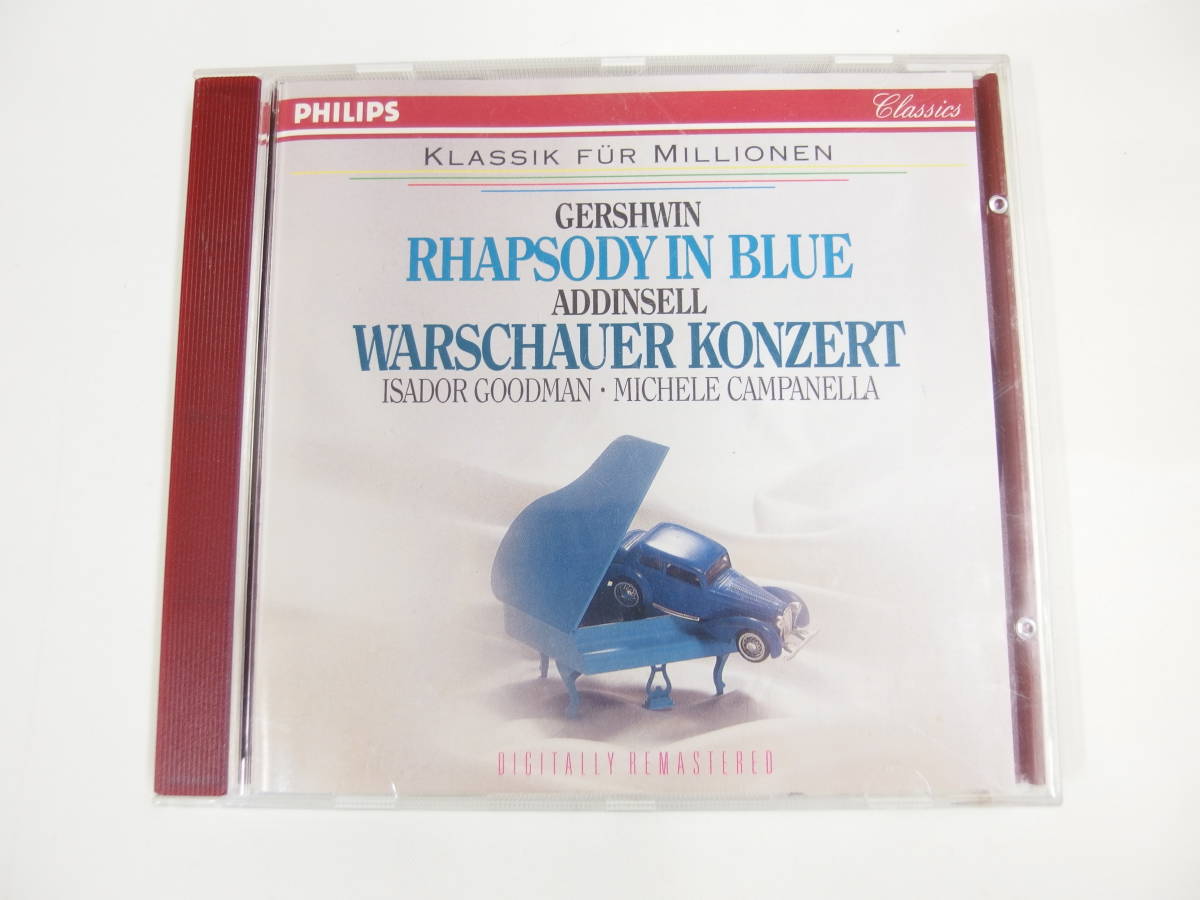 PHILIPS Classics
KLASSIK FÜR MILLIONEN
GERSHWIN
RHAPSODY IN BLUE
ADDINSELL
WARSCHAUER KONZERT
ISADOR GOODMAN · MICHELE CAMPANELLA
DIGITALLY REMASTERED